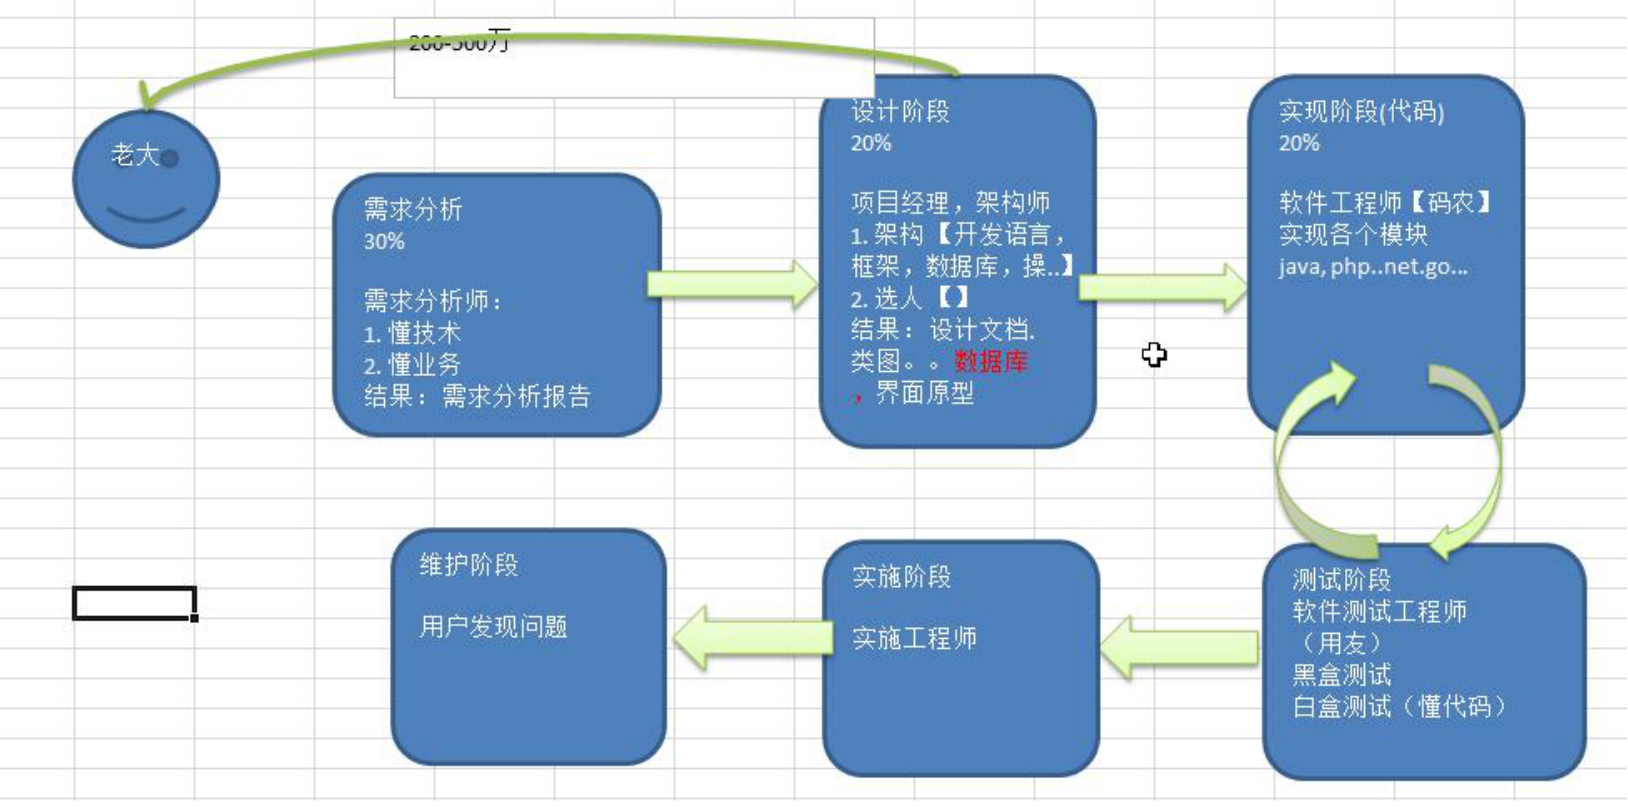 200-500万
老大
需求分析
30%
需求分析师：
1. 懂技术
2. 懂业务
结果：需求分析报告
设计阶段
20%
项目经理，架构师
1. 架构【开发语言，
框架，数据库，操..】
2. 选人【】
结果：设计文档.
类图。。数据库
，界面原型
实现阶段(代码)
20%
软件工程师【码农】
实现各个模块
java, php..net.go...
测试阶段
软件测试工程师
（用友）
黑盒测试
白盒测试（懂代码）
实施阶段
实施工程师
维护阶段
用户发现问题